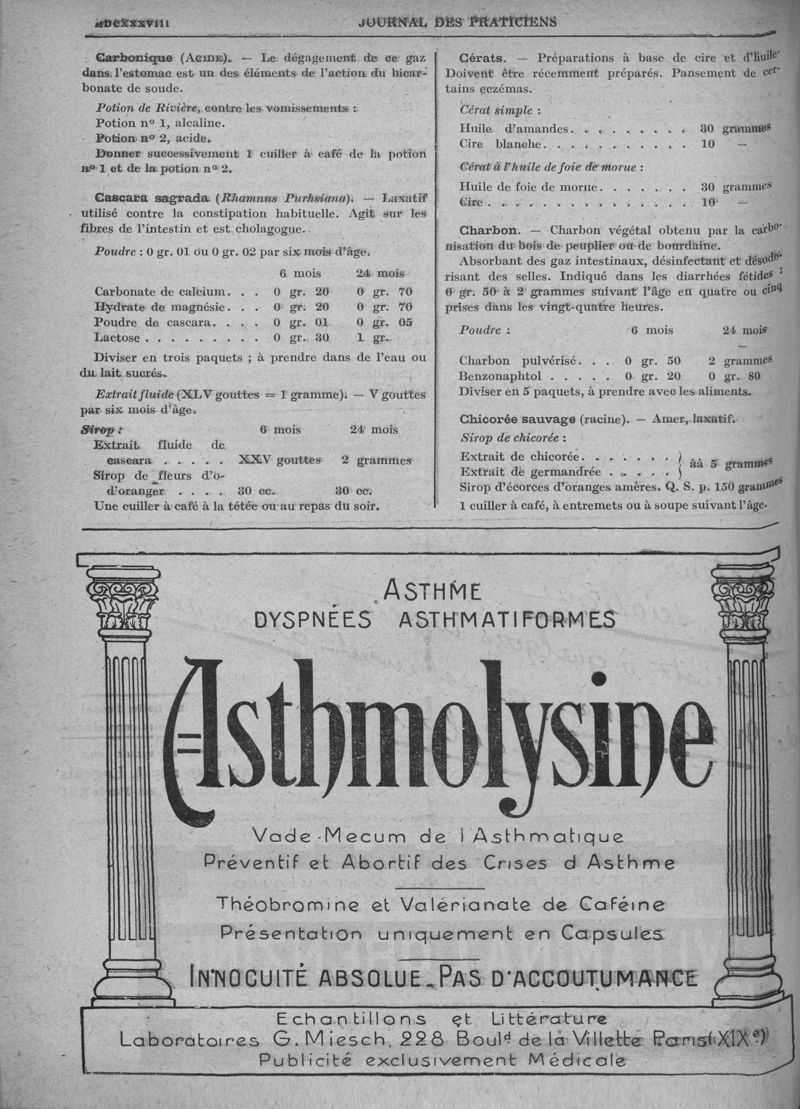 MDCXXXVIII
JOURNAL DES PRATICIENS
Carbonique (ACIDE). — Le dégagement de ce gaz
dans l'estomac est un des éléments de l'action du bicar-
bonate de soude.
Potion de Rivière, contre les vomissements :
Potion n° 1, alcaline.
Potion n° 2, acide.
Donner successivement 1 cuiller à café de la potion
n° 1 et de la potion n° 2.
Cascara sagrada (Rhamnus Purhsiana). — Laxatif
utilisé contre la constipation habituelle. Agit sur les
fibres de l'intestin et est cholagogue.
Poudre : 0 gr. 01 ou 0 gr. 02 par six mois d'âge.
6 mois 24 mois
Carbonate de calcium. . . 0 gr. 20 0 gr. 70
Hydrate de magnésie. . . 0 gr. 20 0 gr. 70
Poudre de cascara. . . . 0 gr. 01 0 gr. 05
Lactose . . . . . . . . . 0 gr. 30 1 gr.
Diviser en trois paquets ; à prendre dans de l'eau ou
du lait sucrés.
Extrait fluide (XLV gouttes = 1 gramme). — V gouttes
par six mois d'âge.
Sirop : 6 mois 24 mois
Extrait fluide de
cascara . . . . . XXV gouttes 2 grammes
Sirop de fleurs d'o-
d'oranger . . . . 30 cc. 30 cc.
Une cuiller à café à la tétée ou au repas du soir.
Cérats. — Préparations à base de cire et d'huile.
Doivent être récemment préparés. Pansement de cer-
tains eczémas.
Cérat simple :
Huile d'amandes. . . . . . . . . 30 grammes
Cire blanche. . . . . . . . . . . 10 —
Cérat à l'huile de foie de morue :
Huile de foie de morue. . . . . . . 30 grammes
Cire . . . . . . . . . . . . . . 10 —
Charbon. — Charbon végétal obtenu par la carbo-
nisation du bois de peuplier ou de bourdaine.
Absorbant des gaz intestinaux, désinfectant et désodo-
risant des selles. Indiqué dans les diarrhées fétides :
0 gr. 50 à 2 grammes suivant l'âge en quatre ou cinq
prises dans les vingt-quatre heures.
Poudre : 6 mois 24 mois
—
Charbon pulvérisé. . . 0 gr. 50 2 grammes
Benzonaphtol . . . . . 0 gr. 20 0 gr. 80
Diviser en 5 paquets, à prendre avec les aliments.
Chicorée sauvage (racine). — Amer, laxatif.
Sirop de chicorée :
Extrait de chicorée. . . . . . . } âà 5 grammes
Extrait de germandrée . . . . . }
Sirop d'écorces d'oranges amères. Q. S. p. 150 grammes
1 cuiller à café, à entremets ou à soupe suivant l'âge.
ASTHME
DYSPNÉES ASTHMATIFORMES
Asthmolysine
Vade-Mecum de l Asthmatique
Préventif et Abortif des Crises d Asthme
Théobromine et Valérianate de Caféine
Présentation uniquement en Capsules
INNOCUITÉ ABSOLUE. PAS D'ACCOUTUMANCE
Echantillons et Littérature
Laboratoires G. Miesch, 228 Boulᵈ de la Villette Paris (XIXᵉ)
Publicité exclusivement Médicale